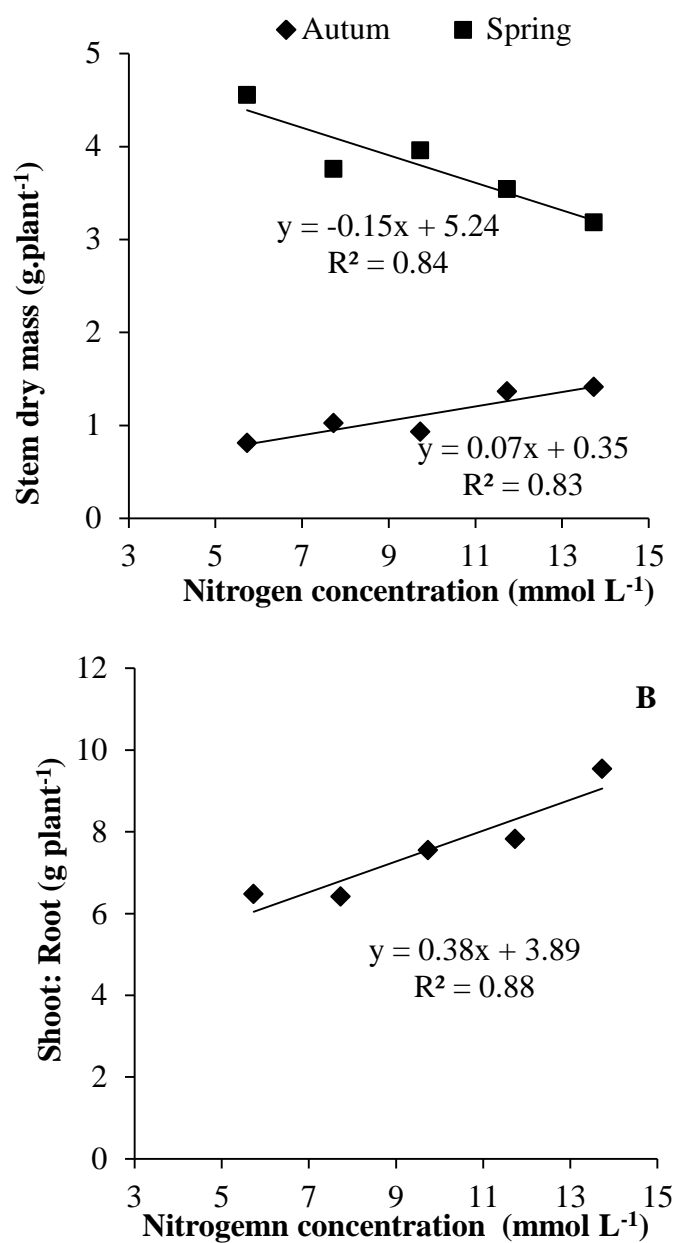 Autum Spring
5
4
3
2
1
0
y = -0.15x + 5.24
R² = 0.84
y = 0.07x + 0.35
R² = 0.83
3 5 7 9 11 13 15
Stem dry mass (g.plant⁻¹)
Nitrogen concentration (mmol L⁻¹)
B
12
10
8
6
4
2
0
y = 0.38x + 3.89
R² = 0.88
3 5 7 9 11 13 15
Shoot: Root (g plant⁻¹)
Nitrogemn concentration (mmol L⁻¹)